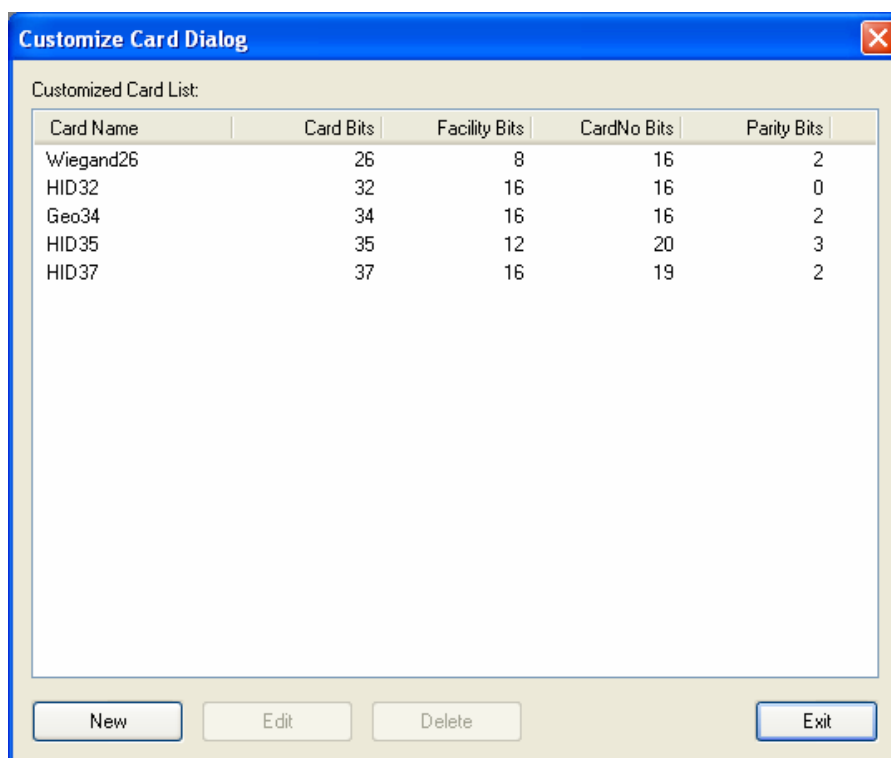 Customize Card Dialog
Customized Card List:
Card Name Card Bits Facility Bits CardNo Bits Parity Bits
Wiegand26 26 8 16 2
HID32 32 16 16 0
Geo34 34 16 16 2
HID35 35 12 20 3
HID37 37 16 19 2
New Edit Delete Exit